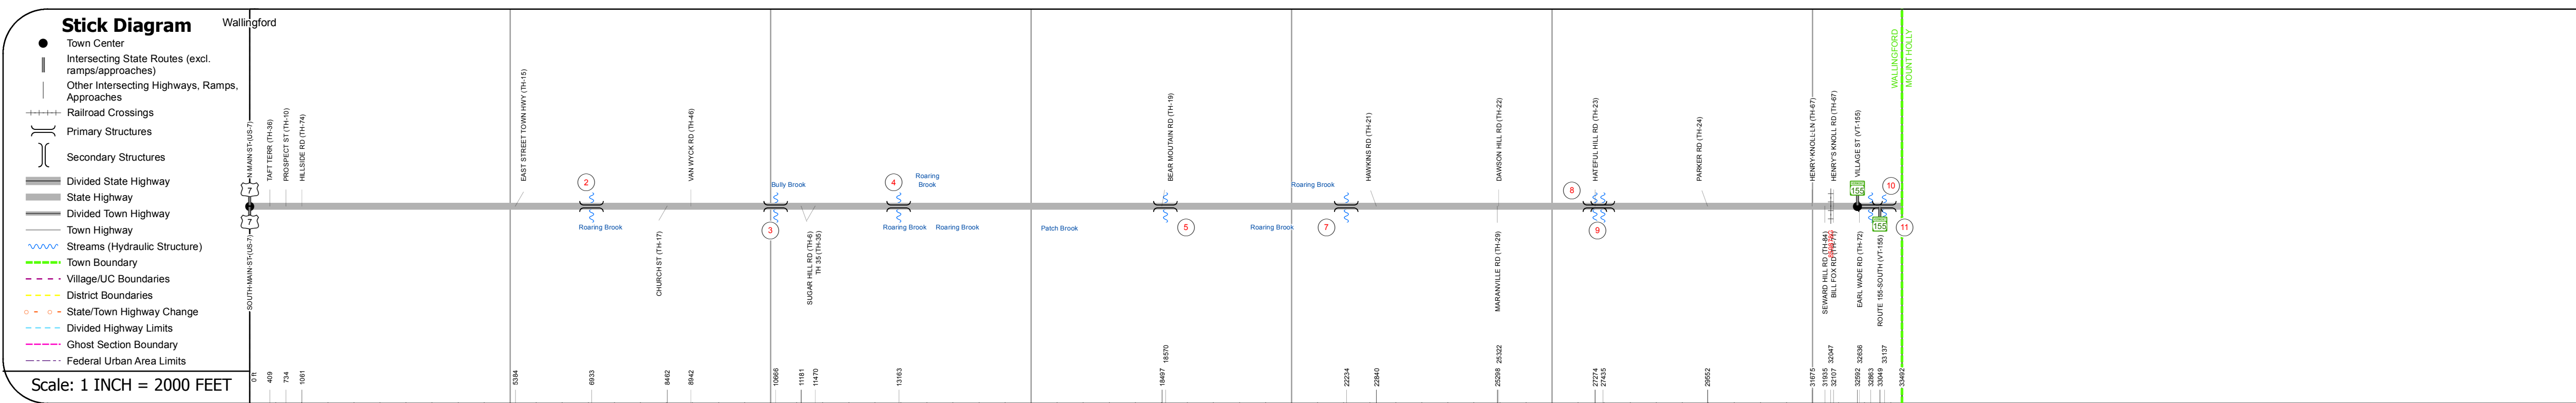 Stick Diagram
Town Center
Intersecting State Routes (excl.
ramps/approaches)
Other Intersecting Highways, Ramps,
Approaches
Railroad Crossings
Primary Structures
Secondary Structures
Divided State Highway
State Highway
Divided Town Highway
Town Highway
Streams (Hydraulic Structure)
Town Boundary
Village/UC Boundaries
District Boundaries
State/Town Highway Change
Divided Highway Limits
Ghost Section Boundary
Federal Urban Area Limits
Scale: 1 INCH = 2000 FEET
Wallingford
N MAIN ST (US-7)
7
7
SOUTH MAIN ST (US-7)
TAFT TERR (TH-36)
PROSPECT ST (TH-10)
HILLSIDE RD (TH-74)
EAST STREET TOWN HWY (TH-15)
2
Roaring Brook
CHURCH ST (TH-17)
VAN WYCK RD (TH-46)
Bully Brook
3
SUGAR HILL RD (TH-6)
TH 35 (TH-35)
4
Roaring
Brook
Roaring Brook
Roaring Brook
Patch Brook
BEAR MOUTAIN RD (TH-19)
5
Roaring Brook
Roaring Brook
7
HAWKINS RD (TH-21)
DAWSON HILL RD (TH-22)
MARANVILLE RD (TH-29)
8
HATEFUL HILL RD (TH-23)
9
PARKER RD (TH-24)
HENRY KNOLL LN (TH-67)
HENRY'S KNOLL RD (TH-67)
SEWARD HILL RD (TH-84)
BILL FOX RD (TH-71)
VILLAGE ST (VT-155)
155
EARL WADE RD (TH-72)
10
155
ROUTE 155-SOUTH (VT-155)
11
WALLINGFORD
MOUNT HOLLY
0 ft
409
734
1061
5384
6933
8462
8942
10666
11181
11470
13163
18497
18570
22234
22840
25298
25322
27274
27435
29652
31675
31935
32047
32107
32592
32636
32863
33049
33137
33492